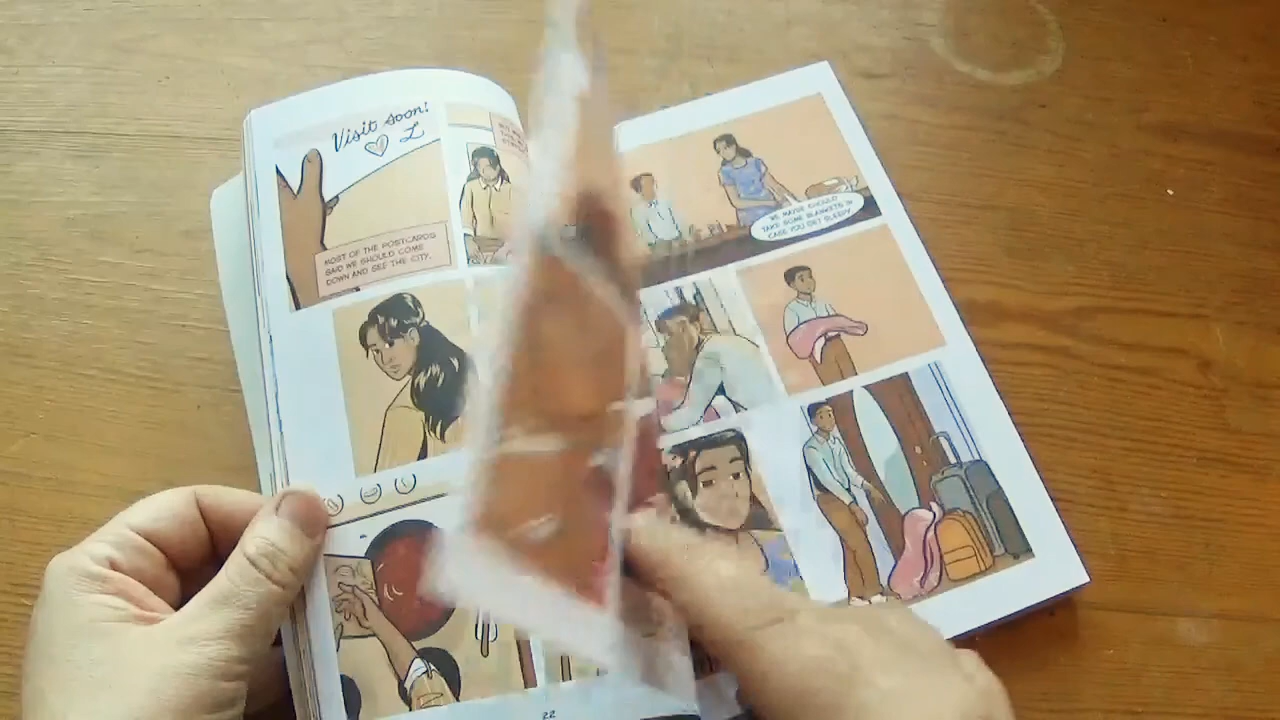 Visit soon!
♡ L
MOST OF THE POSTCARDS
SAID WE SHOULD COME
DOWN AND SEE THE CITY.
WE MAYBE SHOULD
TAKE SOME BLANKETS IN
CASE YOU GET SLEEPY.
22